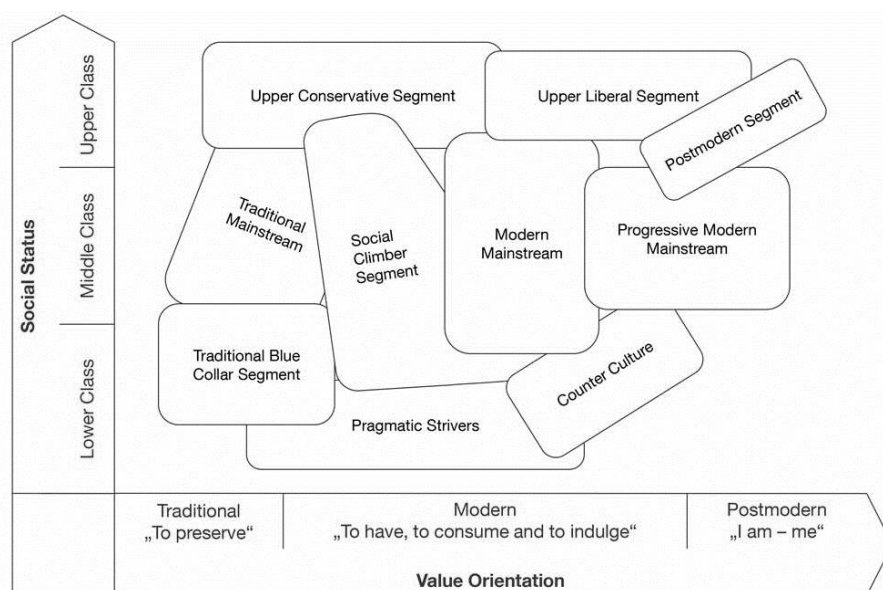 Social Status
Upper Class
Middle Class
Lower Class
Upper Conservative Segment
Upper Liberal Segment
Postmodern Segment
Traditional
Mainstream
Social
Climber
Segment
Modern
Mainstream
Progressive Modern
Mainstream
Traditional Blue
Collar Segment
Counter Culture
Pragmatic Strivers
Traditional
„To preserve“
Modern
„To have, to consume and to indulge“
Postmodern
„I am – me“
Value Orientation